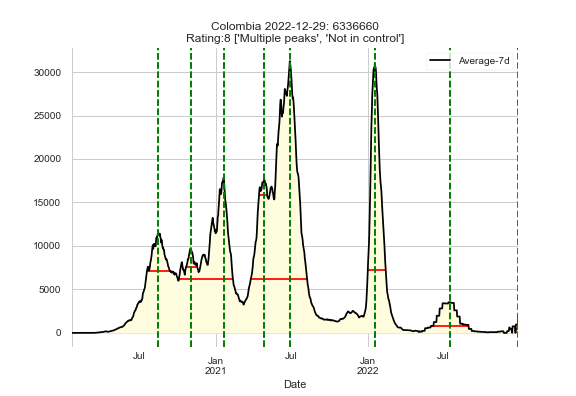 Colombia 2022-12-29: 6336660
Rating:8 ['Multiple peaks', 'Not in control']
Average-7d
30000
25000
20000
15000
10000
5000
0
Jul
Jan
2021
Jul
Jan
2022
Jul
Date